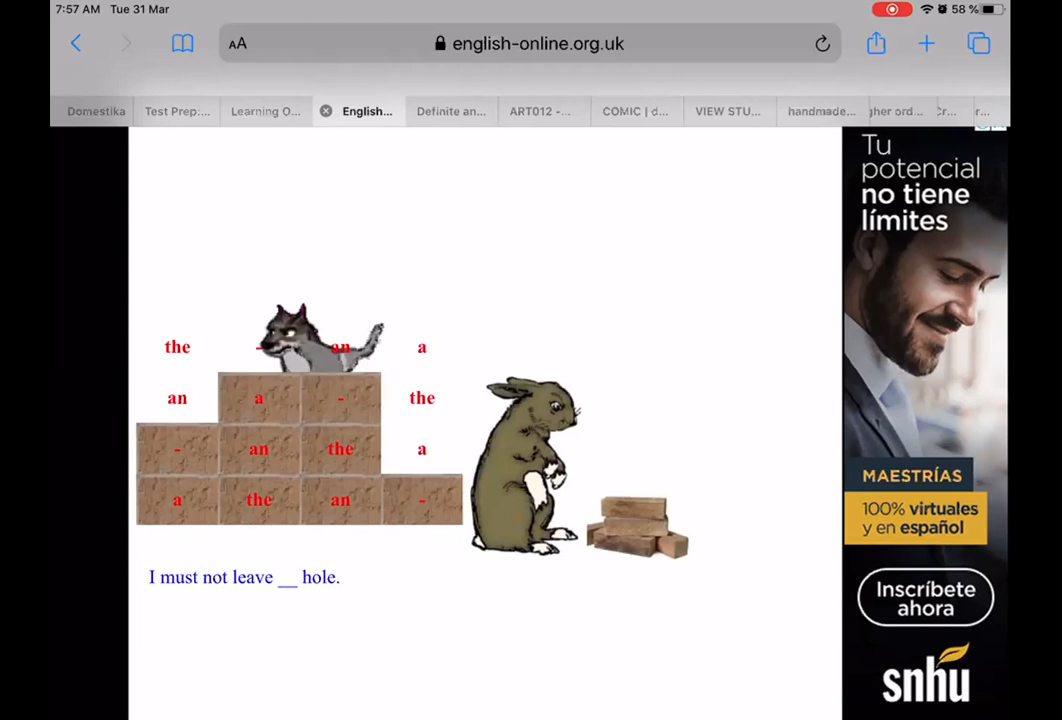 7:57 AM Tue 31 Mar
58 %
AA
english-online.org.uk
Domestika
Test Prep:...
Learning O...
English...
Definite an...
ART012 -...
COMIC | d...
VIEW STU...
handmade...
gher ord...
Tu
potencial
no tiene
límites
the - an a
an a - the
- an the a
a the an -
I must not leave __ hole.
MAESTRÍAS
100% virtuales
y en español
Inscríbete
ahora
snhu